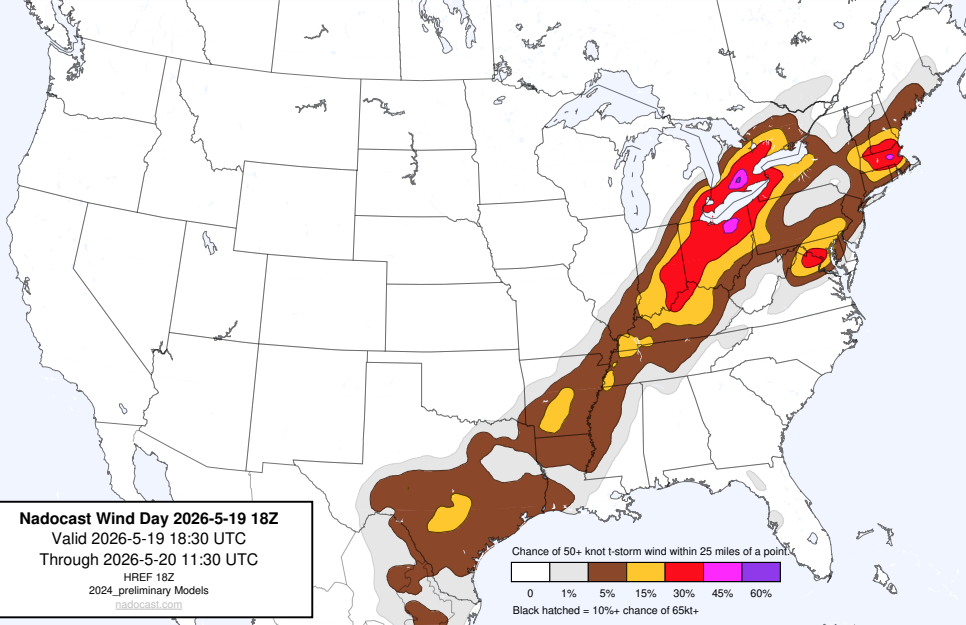 Nadocast Wind Day 2026-5-19 18Z
Valid 2026-5-19 18:30 UTC
Through 2026-5-20 11:30 UTC
HREF 18Z
2024_preliminary Models
nadocast.com
Chance of 50+ knot t-storm wind within 25 miles of a point.
0 1% 5% 15% 30% 45% 60%
Black hatched = 10%+ chance of 65kt+